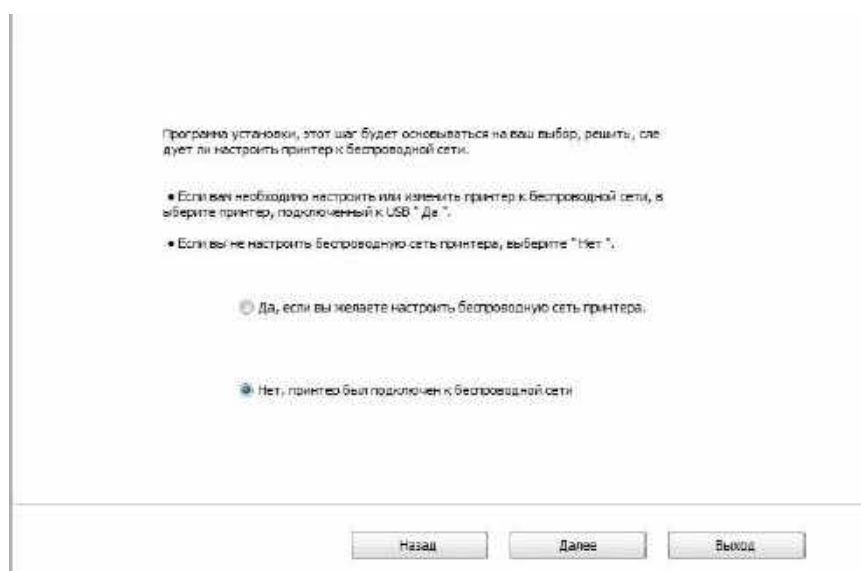 Программа установки, этот шаг будет основываться на ваш выбор, решить, сле
дует ли настроить принтер к беспроводной сети.
• Если вам необходимо настроить или изменить принтер к беспроводной сети, в
ыберите принтер, подключенный к USB " Да ".
• Если вы не настроить беспроводную сеть принтера, выберите " Нет ".
Да, если вы желаете настроить беспроводную сеть принтера.
Нет, принтер был подключен к беспроводной сети
Назад Далее Выход